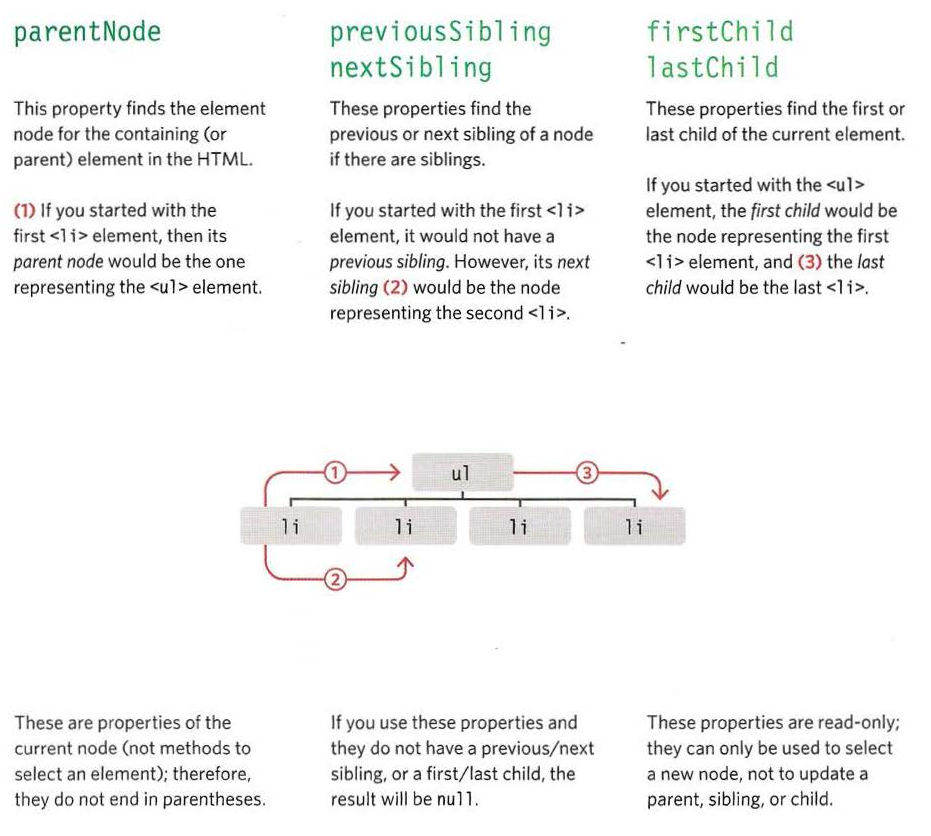 parentNode
This property finds the element
node for the containing (or
parent) element in the HTML.
(1) If you started with the
first <li> element, then its
parent node would be the one
representing the <ul> element.
previousSibling
nextSibling
These properties find the
previous or next sibling of a node
if there are siblings.
If you started with the first <li>
element, it would not have a
previous sibling. However, its next
sibling (2) would be the node
representing the second <li>.
firstChild
lastChild
These properties find the first or
last child of the current element.
If you started with the <ul>
element, the first child would be
the node representing the first
<li> element, and (3) the last
child would be the last <li>.
1
ul
3
li
li
li
li
2
These are properties of the
current node (not methods to
select an element); therefore,
they do not end in parentheses.
If you use these properties and
they do not have a previous/next
sibling, or a first/last child, the
result will be null.
These properties are read-only;
they can only be used to select
a new node, not to update a
parent, sibling, or child.